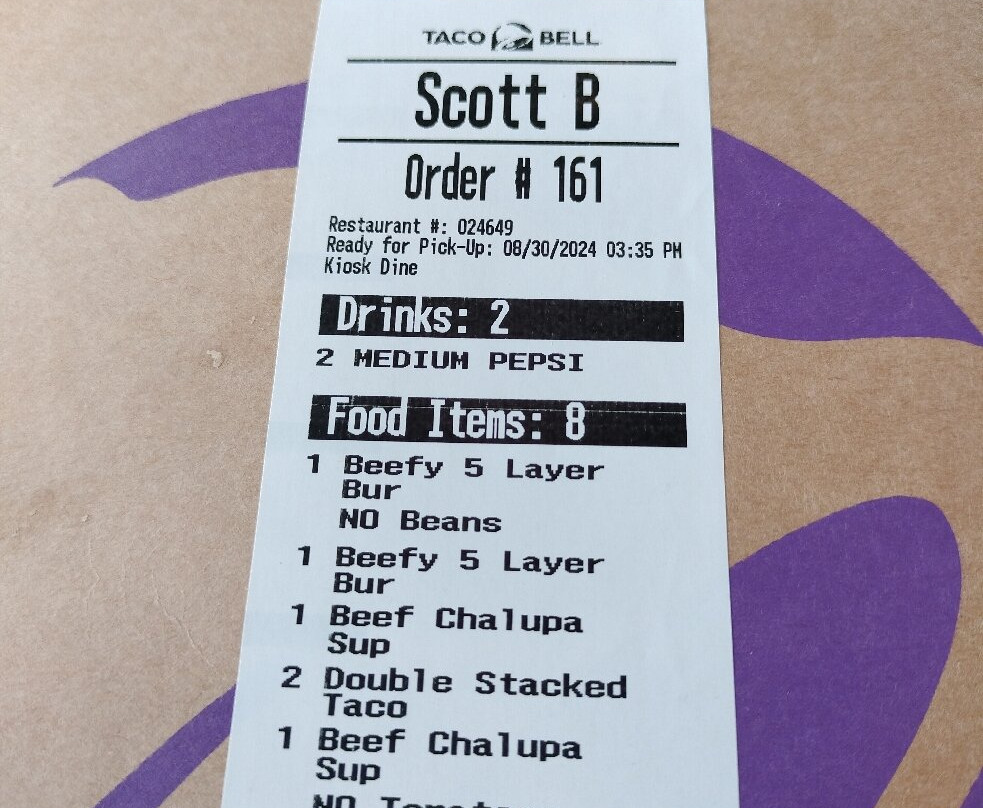 TACO BELL
Scott B
Order # 161
Restaurant #: 024649
Ready for Pick-Up: 08/30/2024 03:35 PM
Kiosk Dine
Drinks: 2
2 MEDIUM PEPSI
Food Items: 8
1 Beefy 5 Layer
Bur
NO Beans
1 Beefy 5 Layer
Bur
1 Beef Chalupa
Sup
2 Double Stacked
Taco
1 Beef Chalupa
Sup
NO